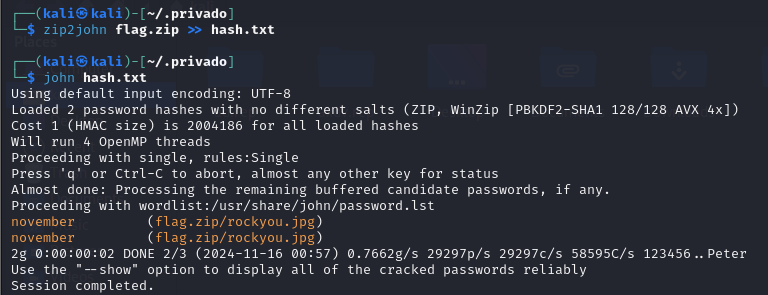 ┌──(kali㉿kali)-[~/.privado]
└─$ zip2john flag.zip >> hash.txt
┌──(kali㉿kali)-[~/.privado]
└─$ john hash.txt
Using default input encoding: UTF-8
Loaded 2 password hashes with no different salts (ZIP, WinZip [PBKDF2-SHA1 128/128 AVX 4x])
Cost 1 (HMAC size) is 2004186 for all loaded hashes
Will run 4 OpenMP threads
Proceeding with single, rules:Single
Press 'q' or Ctrl-C to abort, almost any other key for status
Almost done: Processing the remaining buffered candidate passwords, if any.
Proceeding with wordlist:/usr/share/john/password.lst
november         (flag.zip/rockyou.jpg)
november         (flag.zip/rockyou.jpg)
2g 0:00:00:02 DONE 2/3 (2024-11-16 00:57) 0.7662g/s 29297p/s 29297c/s 58595C/s 123456..Peter
Use the "--show" option to display all of the cracked passwords reliably
Session completed.